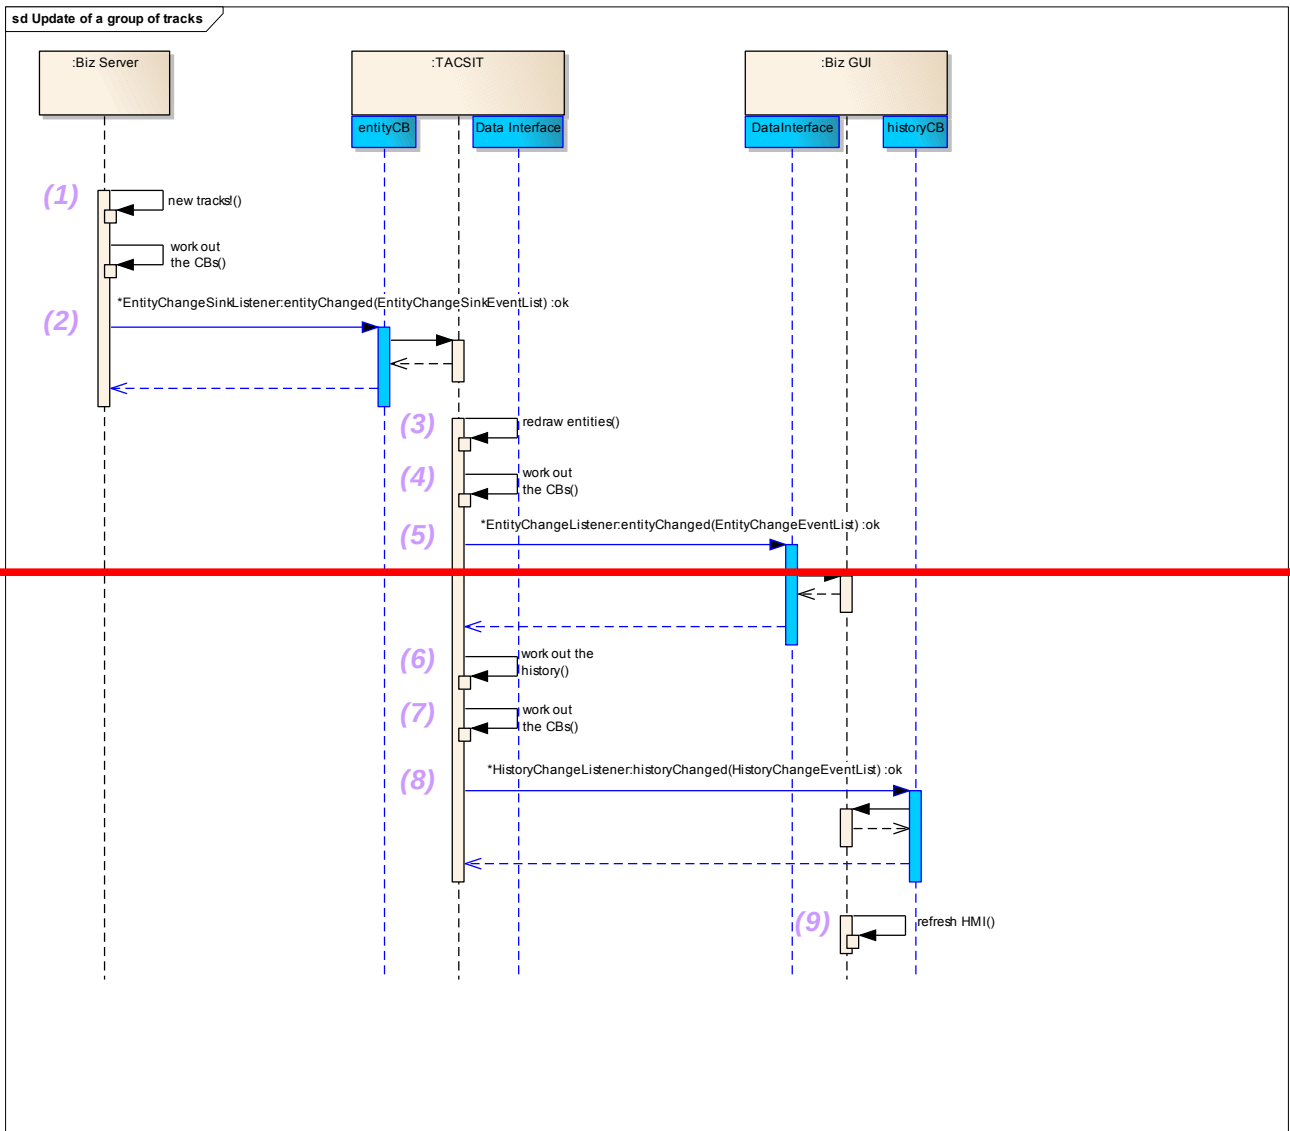 sd Update of a group of tracks
:Biz Server
:TACSIT
:Biz GUI
entityCB
Data Interface
DataInterface
historyCB
(1)
new tracks!()
work out
the CBs()
*EntityChangeSinkListener:entityChanged(EntityChangeSinkEventList) :ok
(2)
(3)
redraw entities()
(4)
work out
the CBs()
*EntityChangeListener:entityChanged(EntityChangeEventList) :ok
(5)
(6)
work out the
history()
(7)
work out
the CBs()
*HistoryChangeListener:historyChanged(HistoryChangeEventList) :ok
(8)
(9)
refresh HMI()